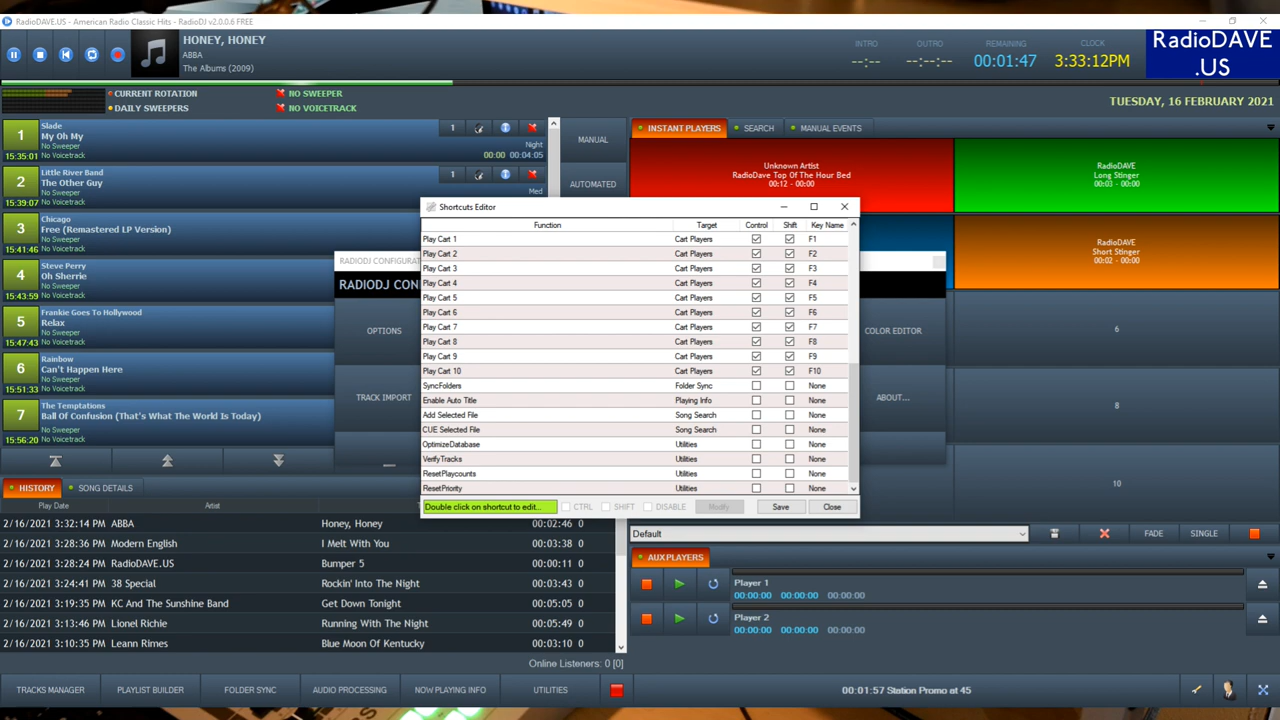 RadioDAVE.US - American Radio Classic Hits - RadioDJ v2.0.0.6 FREE
HONEY, HONEY
ABBA
The Albums (2009)
INTRO OUTRO REMAINING CLOCK
--:-- --:--:-- 00:01:47 3:33:12PM
RadioDAVE
.US
CURRENT ROTATION NO SWEEPER
DAILY SWEEPERS NO VOICETRACK
TUESDAY, 16 FEBRUARY 2021
1 Slade
My Oh My
15:35:01 No Voicetrack
1
Night
00:00 00:04:05
2 Little River Band
The Other Guy
No Sweeper
15:39:07 No Voicetrack
1
Med
3 Chicago
Free (Remastered LP Version)
No Sweeper
15:41:46 No Voicetrack
4 Steve Perry
Oh Sherrie
No Sweeper
15:43:59 No Voicetrack
5 Frankie Goes To Hollywood
Relax
No Sweeper
15:47:43 No Voicetrack
6 Rainbow
Can't Happen Here
No Sweeper
15:51:33 No Voicetrack
7 The Temptations
Ball Of Confusion (That's What The World Is Today)
No Sweeper
15:56:20 No Voicetrack
MANUAL
AUTOMATED
INSTANT PLAYERS SEARCH MANUAL EVENTS
Unknown Artist
RadioDave Top Of The Hour Bed
00:12 - 00:00
RadioDAVE
Long Stinger
00:03 - 00:00
RadioDAVE
Short Stinger
00:02 - 00:00
6
8
10
RADIODJ CONFIGURAT
RADIODJ CON
OPTIONS
TRACK IMPORT
COLOR EDITOR
ABOUT...
Shortcuts Editor
Function Target Control Shift Key Name
Play Cart 1 Cart Players F1
Play Cart 2 Cart Players F2
Play Cart 3 Cart Players F3
Play Cart 4 Cart Players F4
Play Cart 5 Cart Players F5
Play Cart 6 Cart Players F6
Play Cart 7 Cart Players F7
Play Cart 8 Cart Players F8
Play Cart 9 Cart Players F9
Play Cart 10 Cart Players F10
SyncFolders Folder Sync None
Enable Auto Title Playing Info None
Add Selected File Song Search None
CUE Selected File Song Search None
OptimizeDatabase Utilities None
VerifyTracks Utilities None
ResetPlaycounts Utilities None
ResetPriority Utilities None
Double click on shortcut to edit... CTRL SHIFT DISABLE Modify Save Close
HISTORY SONG DETAILS
Play Date Artist
2/16/2021 3:32:14 PM ABBA Honey, Honey 00:02:46 0
2/16/2021 3:28:36 PM Modern English I Melt With You 00:03:38 0
2/16/2021 3:28:24 PM RadioDAVE.US Bumper 5 00:00:11 0
2/16/2021 3:24:41 PM 38 Special Rockin' Into The Night 00:03:43 0
2/16/2021 3:19:35 PM KC And The Sunshine Band Get Down Tonight 00:05:05 0
2/16/2021 3:13:46 PM Lionel Richie Running With The Night 00:05:49 0
2/16/2021 3:10:35 PM Leann Rimes Blue Moon Of Kentucky 00:02:38 0
Default
FADE SINGLE
AUX PLAYERS
Player 1
00:00:00 00:00:00 00:00:00
Player 2
00:00:00 00:00:00 00:00:00
Online Listeners: 0 [0]
TRACKS MANAGER PLAYLIST BUILDER FOLDER SYNC AUDIO PROCESSING NOW PLAYING INFO UTILITIES
00:01:57 Station Promo at 45